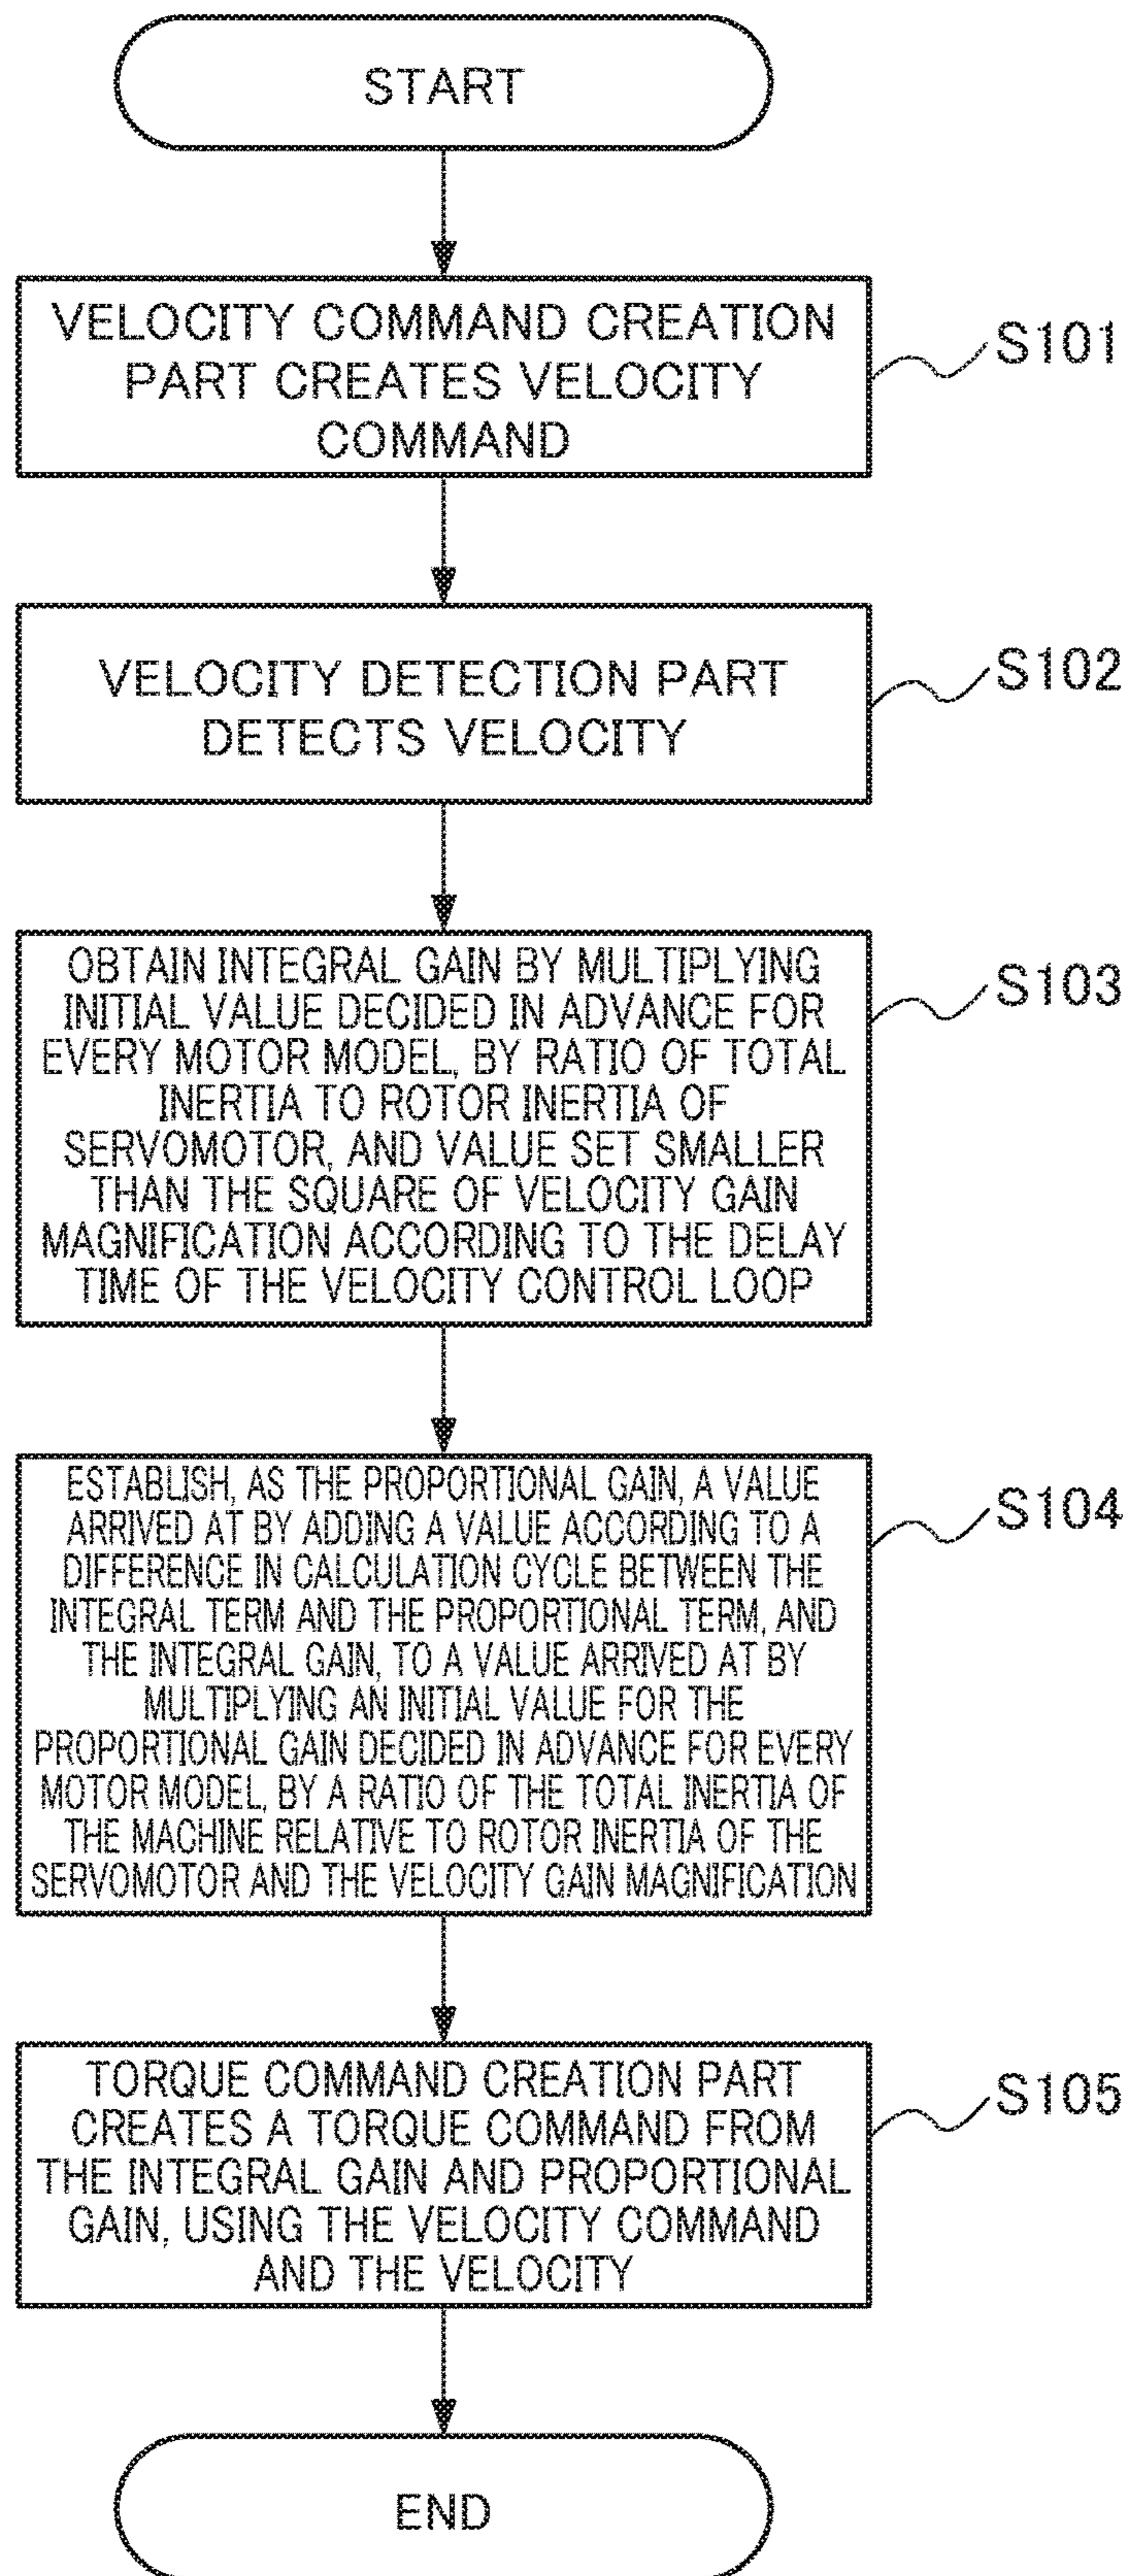 START
VELOCITY COMMAND CREATION
PART CREATES VELOCITY
COMMAND
S101
VELOCITY DETECTION PART
DETECTS VELOCITY
S102
OBTAIN INTEGRAL GAIN BY MULTIPLYING
INITIAL VALUE DECIDED IN ADVANCE FOR
EVERY MOTOR MODEL, BY RATIO OF TOTAL
INERTIA TO ROTOR INERTIA OF
SERVOMOTOR, AND VALUE SET SMALLER
THAN THE SQUARE OF VELOCITY GAIN
MAGNIFICATION ACCORDING TO THE DELAY
TIME OF THE VELOCITY CONTROL LOOP
S103
ESTABLISH, AS THE PROPORTIONAL GAIN, A VALUE
ARRIVED AT BY ADDING A VALUE ACCORDING TO A
DIFFERENCE IN CALCULATION CYCLE BETWEEN THE
INTEGRAL TERM AND THE PROPORTIONAL TERM, AND
THE INTEGRAL GAIN, TO A VALUE ARRIVED AT BY
MULTIPLYING AN INITIAL VALUE FOR THE
PROPORTIONAL GAIN DECIDED IN ADVANCE FOR EVERY
MOTOR MODEL, BY A RATIO OF THE TOTAL INERTIA OF
THE MACHINE RELATIVE TO ROTOR INERTIA OF THE
SERVOMOTOR AND THE VELOCITY GAIN MAGNIFICATION
S104
TORQUE COMMAND CREATION PART
CREATES A TORQUE COMMAND FROM
THE INTEGRAL GAIN AND PROPORTIONAL
GAIN, USING THE VELOCITY COMMAND
AND THE VELOCITY
S105
END